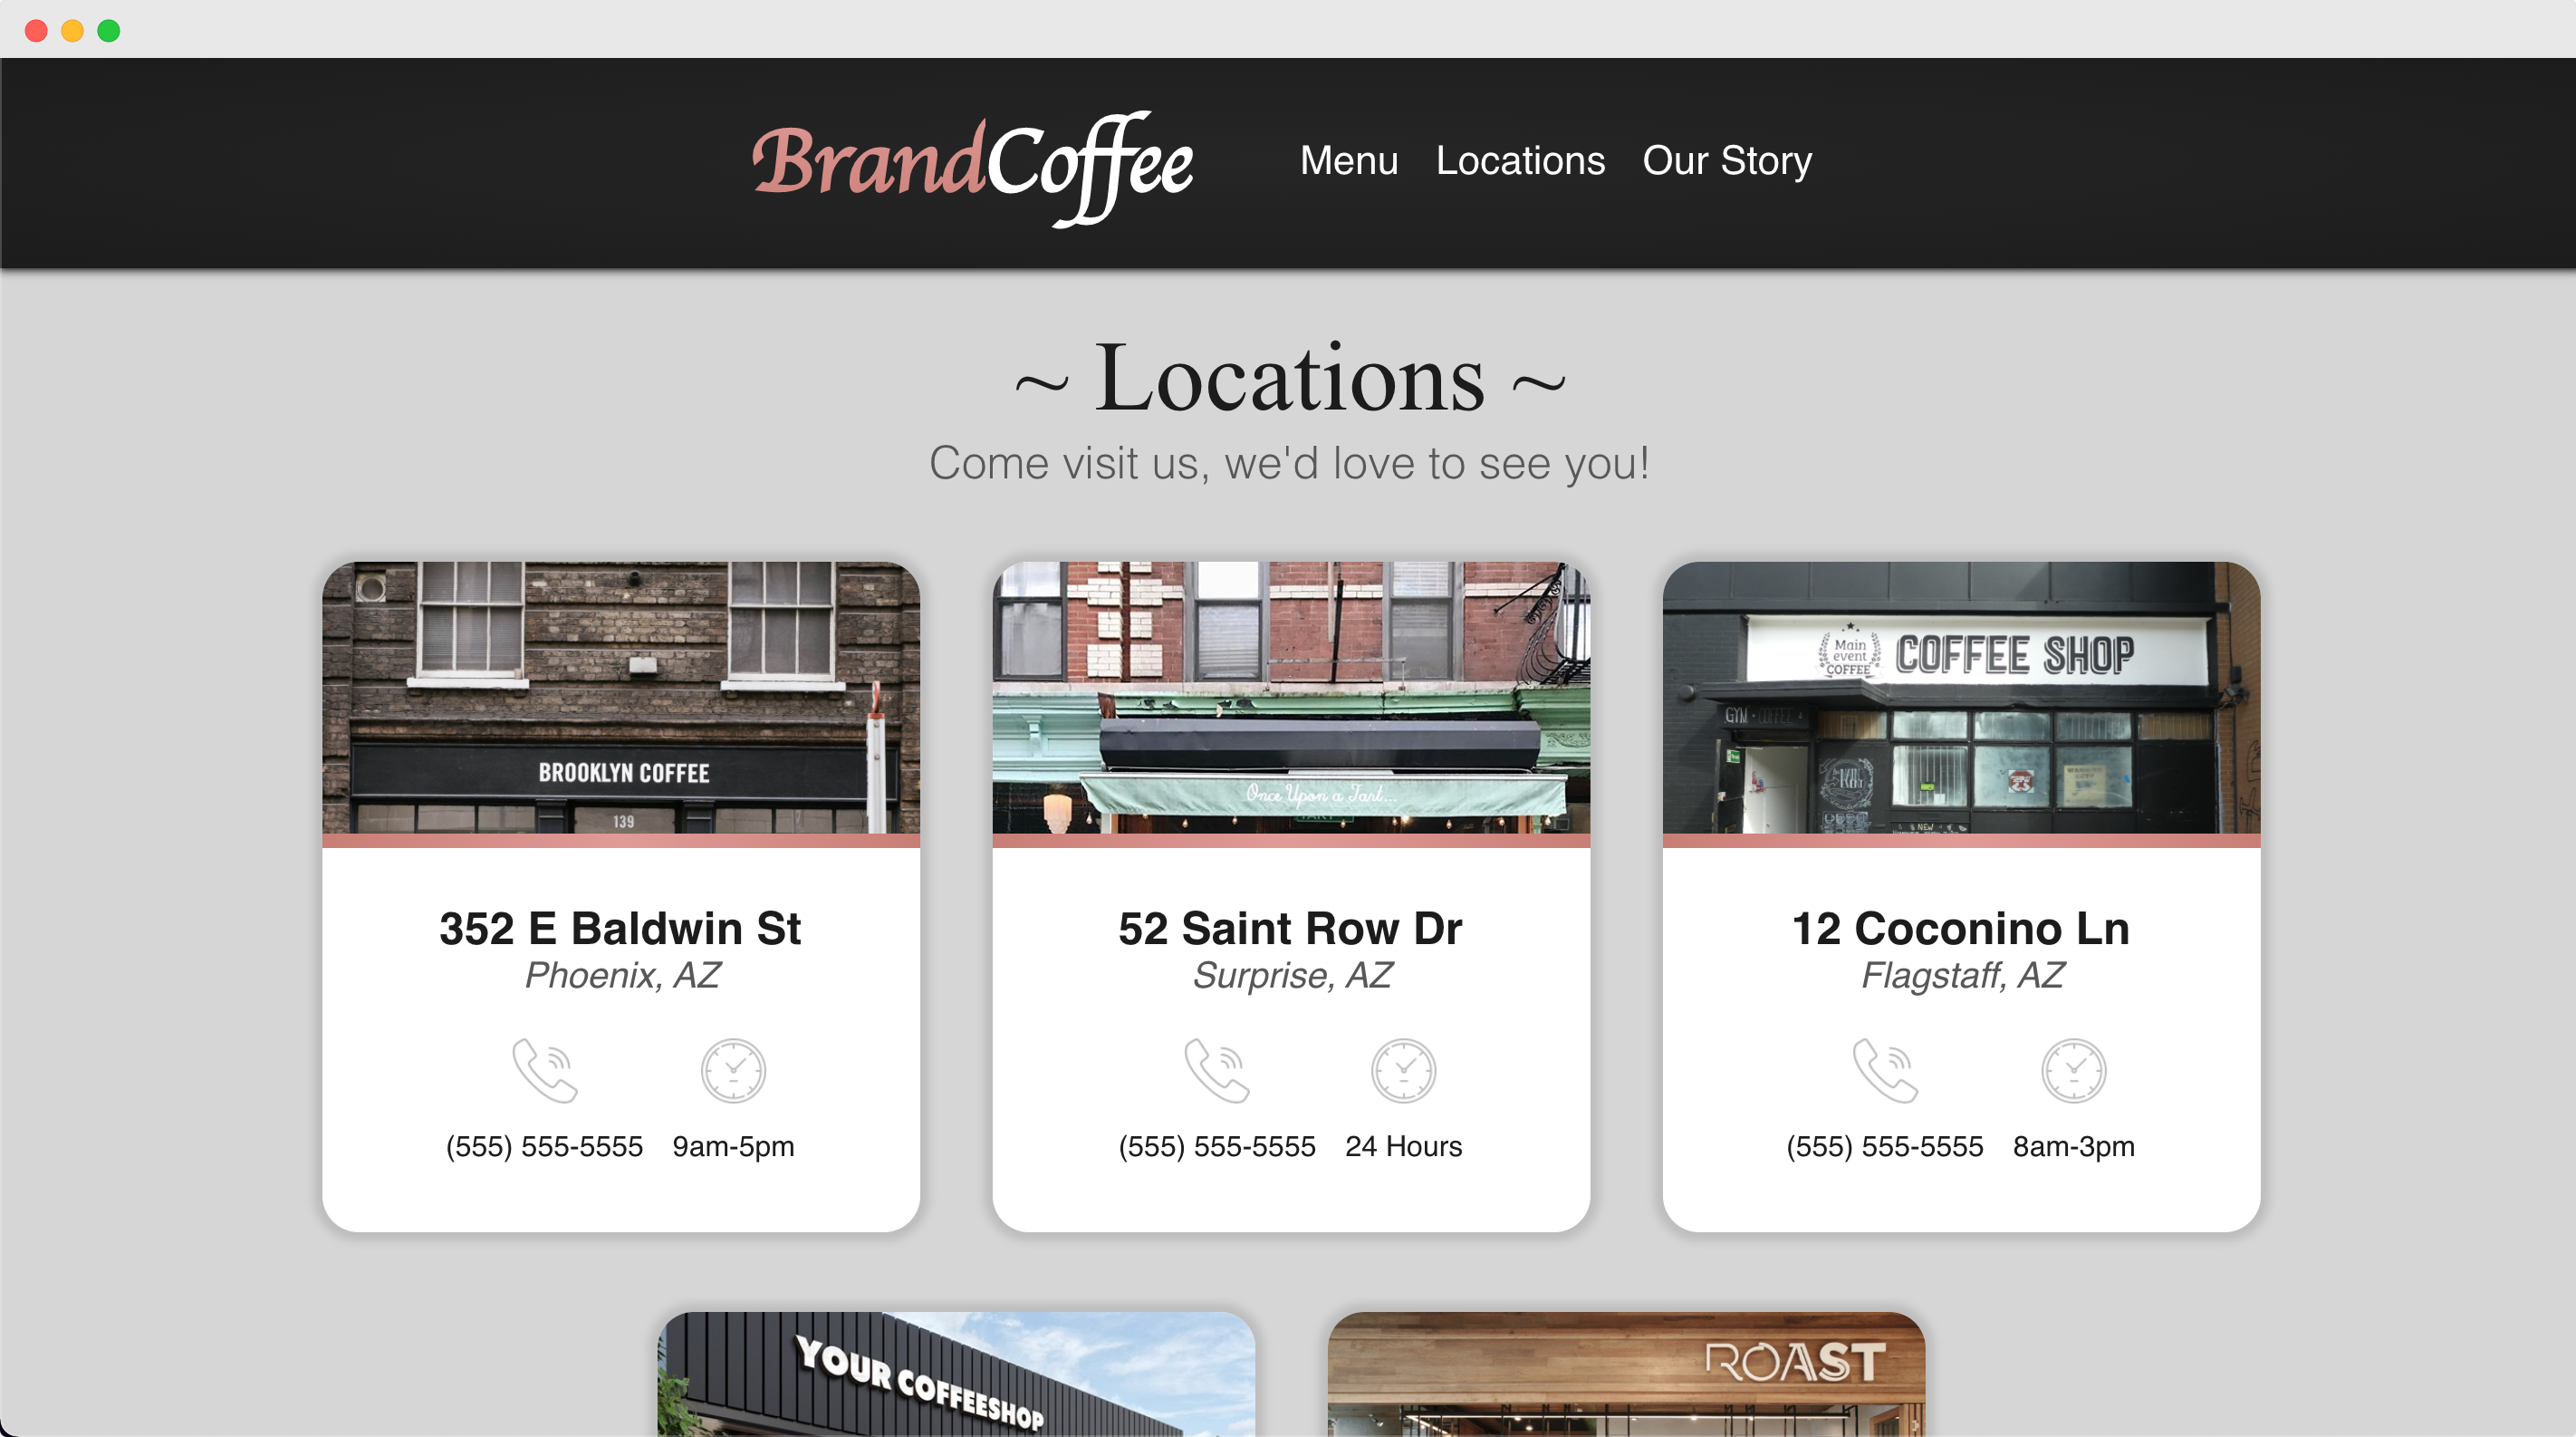 BrandCoffee
Menu Locations Our Story
~ Locations ~
Come visit us, we'd love to see you!
BROOKLYN COFFEE
139
Once Upon a Tart...
Main
event
COFFEE
COFFEE SHOP
GYM • COFFEE
NEW
352 E Baldwin St
Phoenix, AZ
(555) 555-5555 9am-5pm
52 Saint Row Dr
Surprise, AZ
(555) 555-5555 24 Hours
12 Coconino Ln
Flagstaff, AZ
(555) 555-5555 8am-3pm
YOUR COFFEESHOP
ROAST